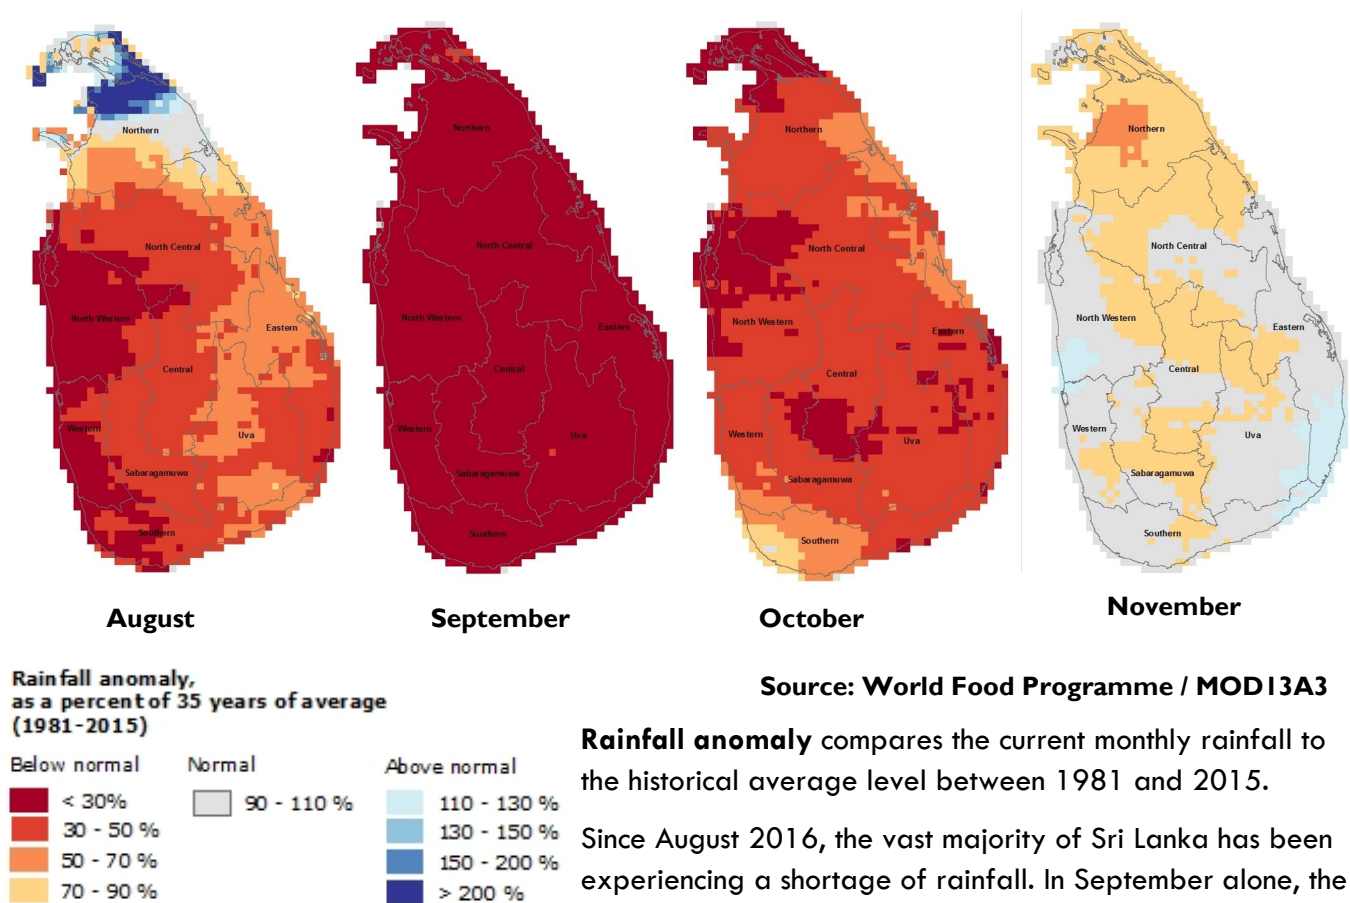 Northern
North Central
North Western
Eastern
Central
Western
Uva
Sabaragamuwa
Southern
Northern
North Central
North Western
Eastern
Central
Western
Uva
Sabaragamuwa
Southern
Northern
North Central
North Western
Eastern
Central
Western
Uva
Sabaragamuwa
Southern
Northern
North Central
North Western
Eastern
Central
Western
Uva
Sabaragamuwa
Southern
August
September
October
November
Rainfall anomaly,
as a percent of 35 years of average
(1981-2015)
Below normal
< 30%
30 - 50 %
50 - 70 %
70 - 90 %
Normal
90 - 110 %
Above normal
110 - 130 %
130 - 150 %
150 - 200 %
> 200 %
Source: World Food Programme / MOD13A3
Rainfall anomaly compares the current monthly rainfall to
the historical average level between 1981 and 2015.
Since August 2016, the vast majority of Sri Lanka has been
experiencing a shortage of rainfall. In September alone, the